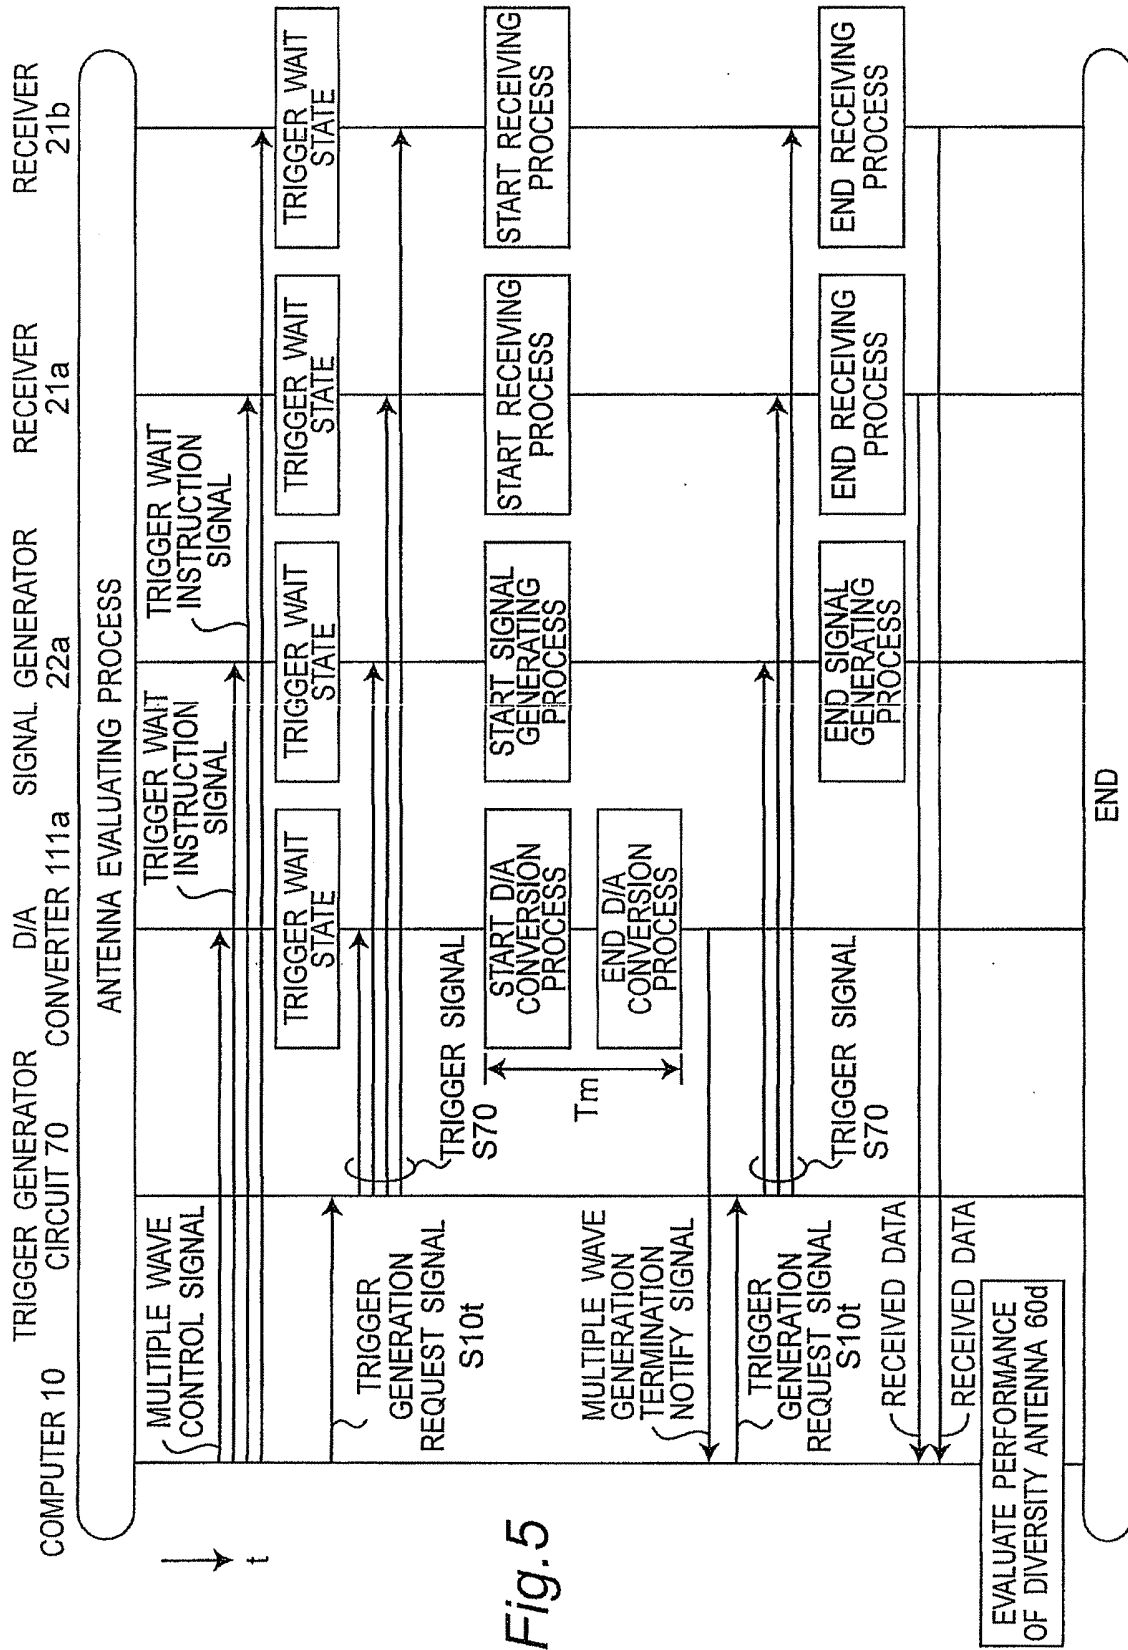 COMPUTER 10
TRIGGER GENERATOR
CIRCUIT 70
D/A
CONVERTER 111a
SIGNAL GENERATOR
22a
RECEIVER
21a
RECEIVER
21b
ANTENNA EVALUATING PROCESS
t
MULTIPLE WAVE
CONTROL SIGNAL
TRIGGER WAIT
INSTRUCTION
SIGNAL
TRIGGER WAIT
INSTRUCTION
SIGNAL
TRIGGER WAIT
STATE
TRIGGER WAIT
STATE
TRIGGER WAIT
STATE
TRIGGER WAIT
STATE
TRIGGER
GENERATION
REQUEST SIGNAL
S10t
TRIGGER SIGNAL
S70
START D/A
CONVERSION
PROCESS
START SIGNAL
GENERATING
PROCESS
START RECEIVING
PROCESS
START RECEIVING
PROCESS
Tm
END D/A
CONVERSION
PROCESS
MULTIPLE WAVE
GENERATION
TERMINATION
NOTIFY SIGNAL
TRIGGER
GENERATION
REQUEST SIGNAL
S10t
TRIGGER SIGNAL
S70
END SIGNAL
GENERATING
PROCESS
END RECEIVING
PROCESS
END RECEIVING
PROCESS
RECEIVED DATA
RECEIVED DATA
EVALUATE PERFORMANCE
OF DIVERSITY ANTENNA 60d
END
Fig.5